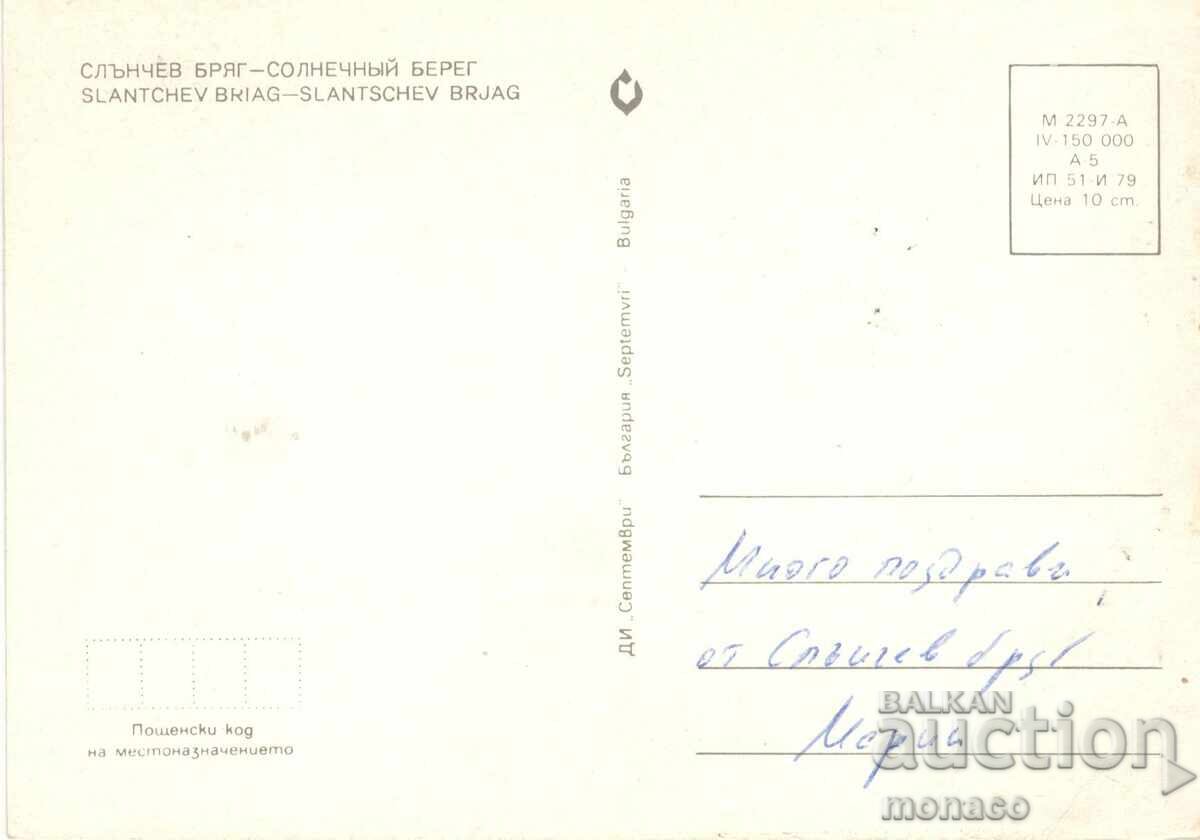 СЛЪНЧЕВ БРЯГ—СОЛНЕЧНЫЙ БЕРЕГ
SLANTCHEV BRIAG—SLANTSCHEV BRJAG
ДИ „Септември" България „Septemvri" - Bulgaria
М 2297-А
IV-150 000
А-5
ИП 51-И 79
Цена 10 ст.
Много поздрави
от Слънчев бряг
Пощенски код
на местоназначението
BALKAN
auction
monaco